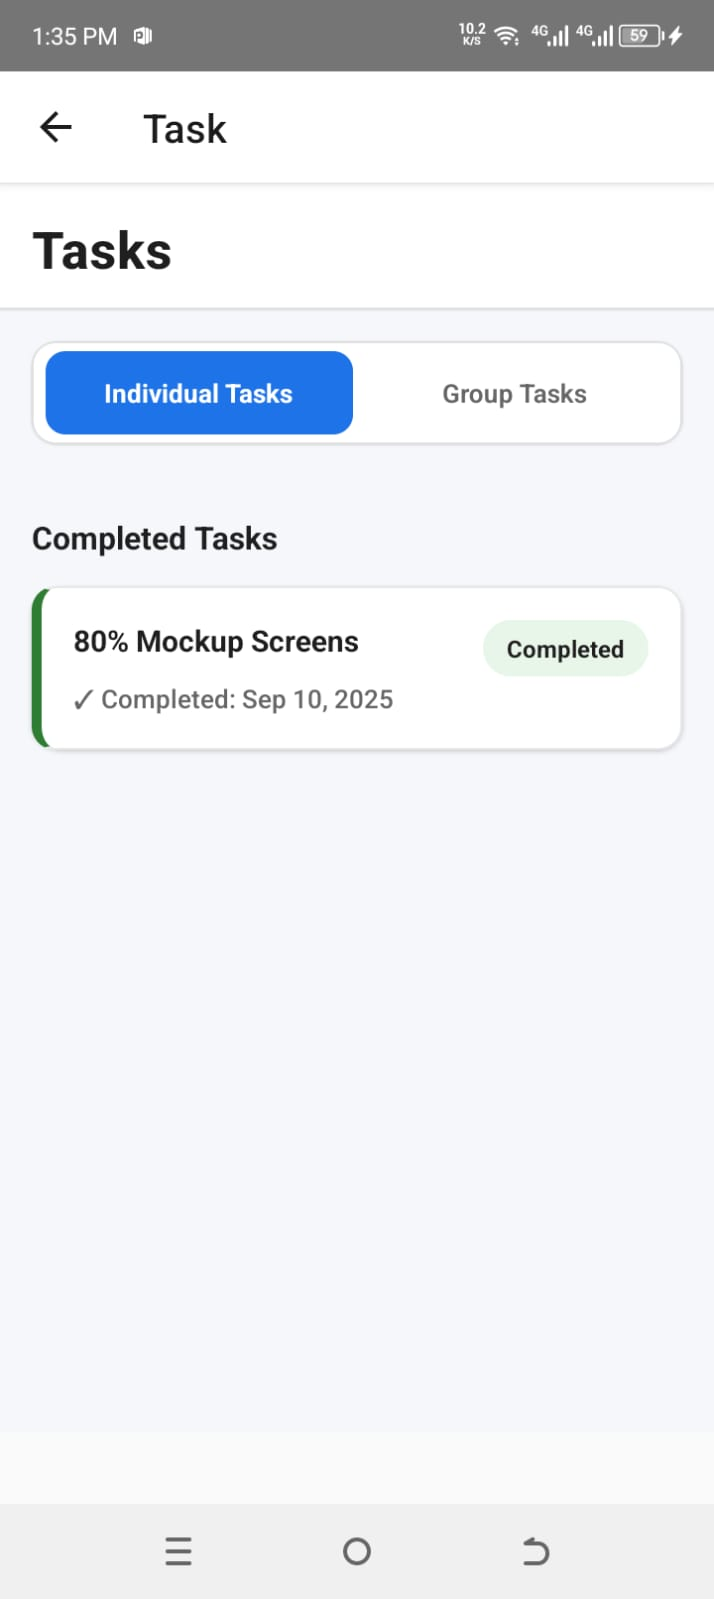 1:35 PM
10.2 K/S 4G 4G 59
Task
Tasks
Individual Tasks Group Tasks
Completed Tasks
80% Mockup Screens Completed
✓ Completed: Sep 10, 2025